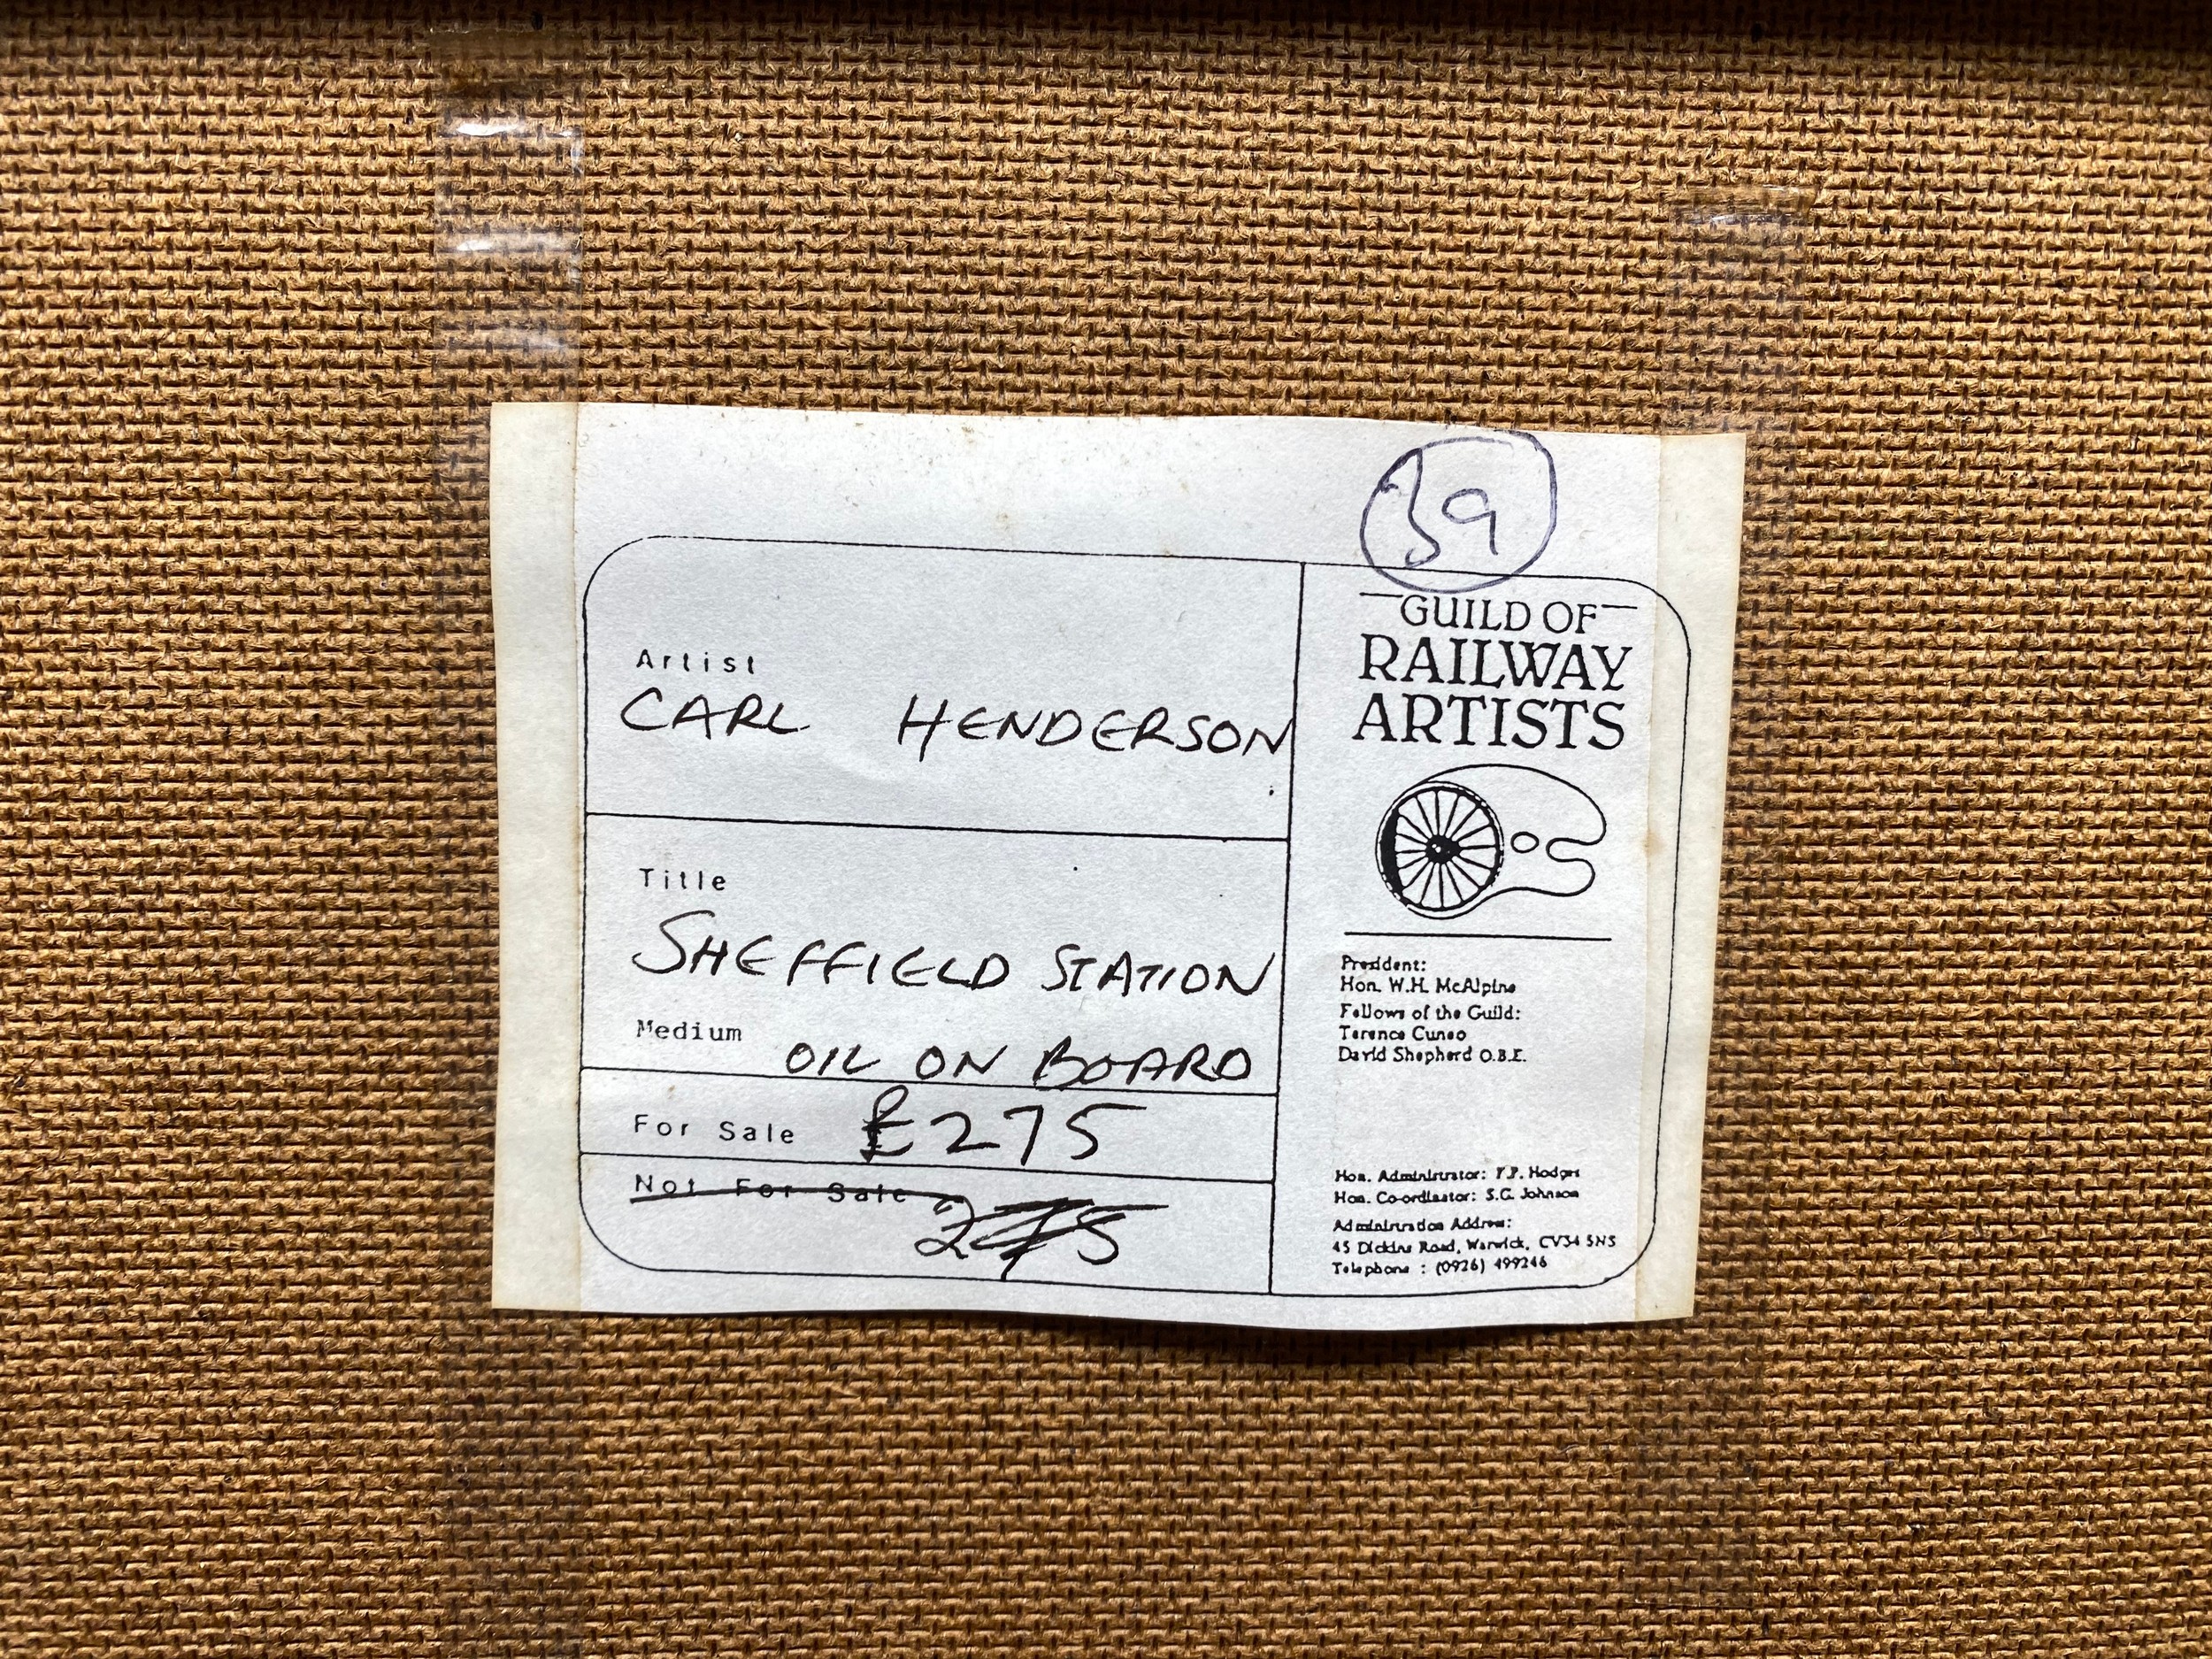 39
Artist
CARL HENDERSON
Title
SHEFFIELD STATION
Medium
OIL ON BOARD
For Sale £275
Not For Sale
275
GUILD OF
RAILWAY
ARTISTS
President:
Hon. W.H. McAlpine
Fellows of the Guild:
Terence Cuneo
David Shepherd O.B.E.
Hon. Administrator: F.P. Hodges
Hon. Co-ordinator: S.C. Johnson
Administration Address:
45 Dickins Road, Warwick, CV34 5NS
Telephone : (0926) 499246